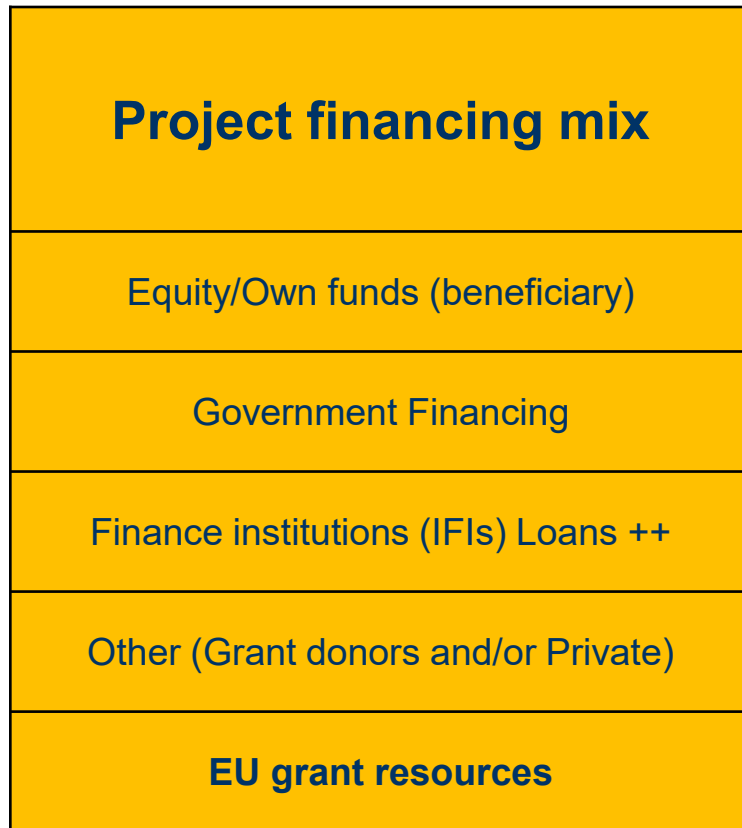 Project financing mix
Equity/Own funds (beneficiary)
Government Financing
Finance institutions (IFIs) Loans ++
Other (Grant donors and/or Private)
EU grant resources